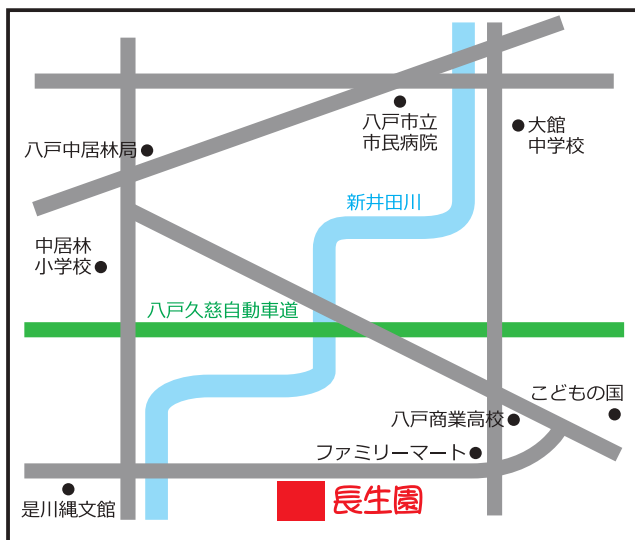 八戸市立
市民病院
大館
中学校
八戸中居林局
新井田川
中居林
小学校
八戸久慈自動車道
こどもの国
八戸商業高校
ファミリーマート
是川縄文館
長生園